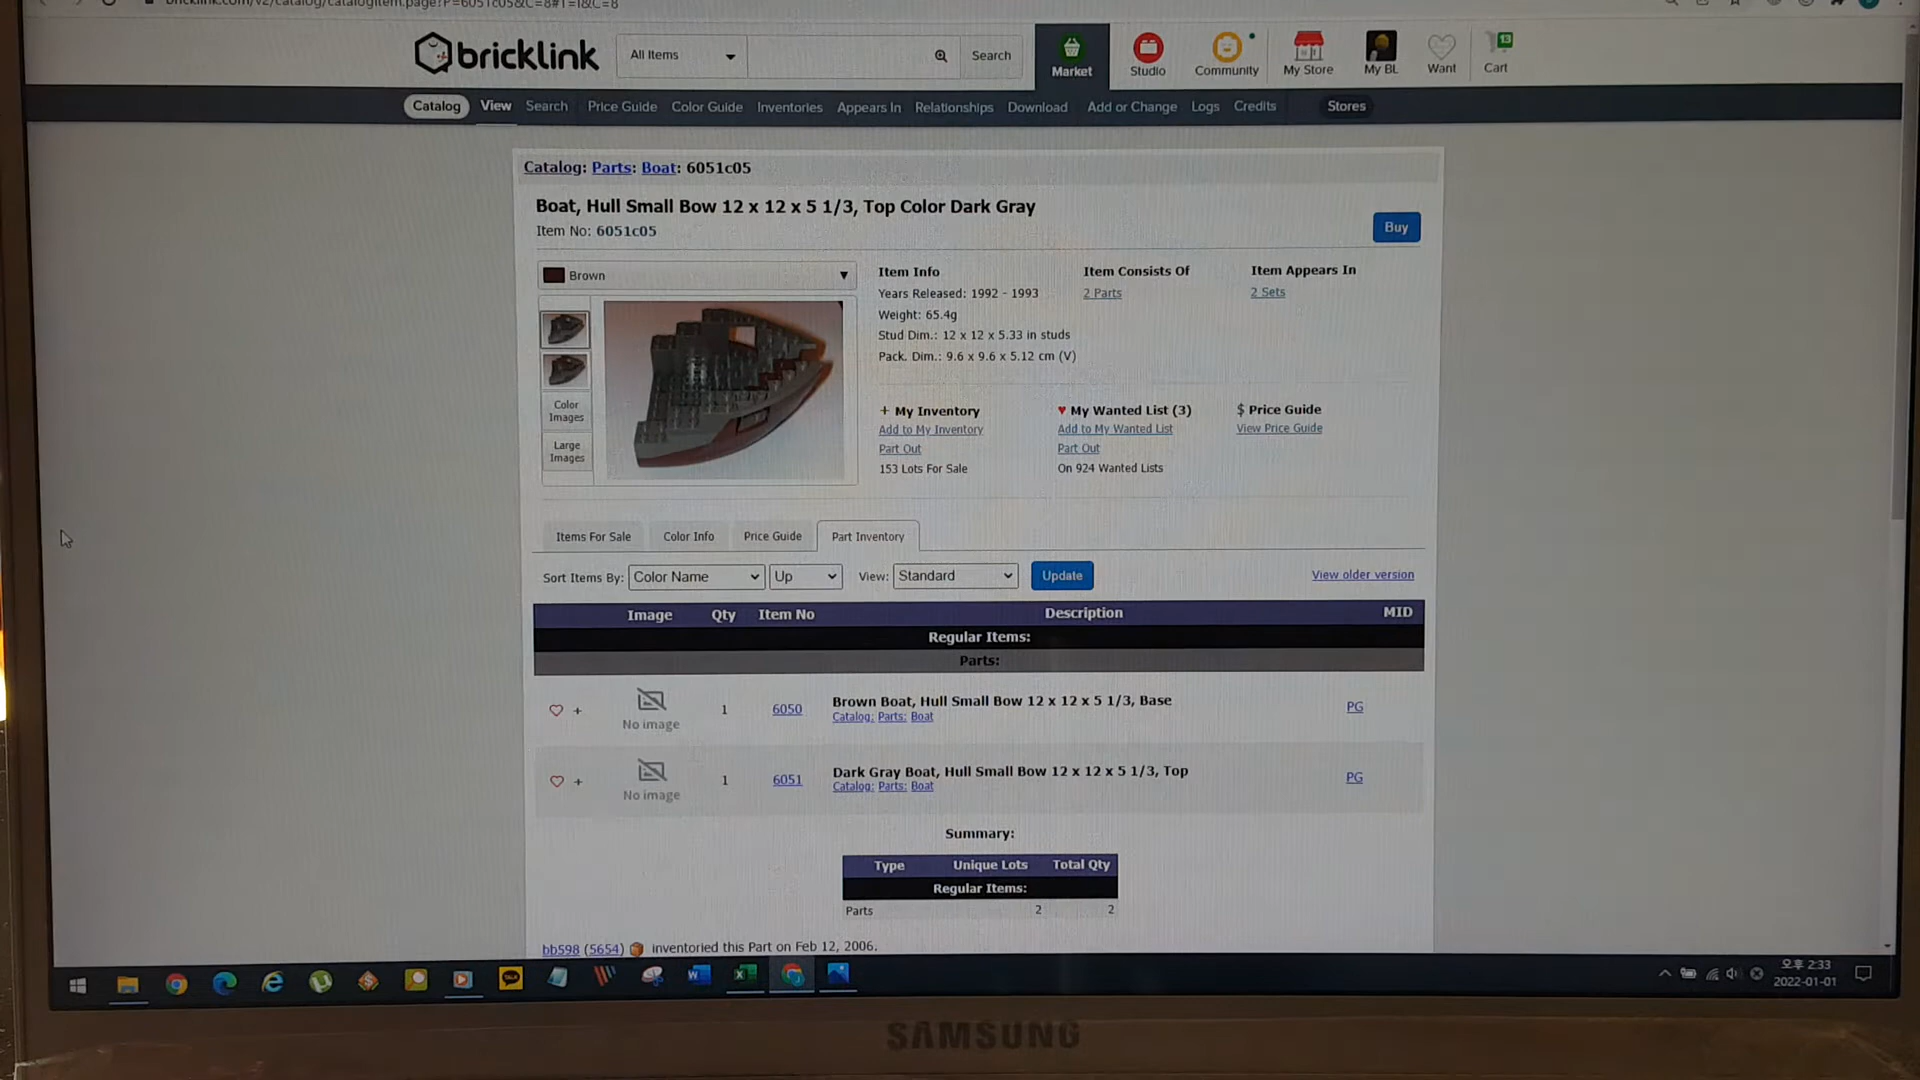 bricklink.com/v2/catalog/catalogitem.page?P=6051c05&C=8#T=I&C=8
bricklink
All Items
Search
Market
Studio
Community
My Store
My BL
Want
13
Cart
Catalog View Search Price Guide Color Guide Inventories Appears In Relationships Download Add or Change Logs Credits Stores
Catalog: Parts: Boat: 6051c05
Boat, Hull Small Bow 12 x 12 x 5 1/3, Top Color Dark Gray
Item No: 6051c05
Buy
Brown
Color Images
Large Images
Item Info
Years Released: 1992 - 1993
Weight: 65.4g
Stud Dim.: 12 x 12 x 5.33 in studs
Pack. Dim.: 9.6 x 9.6 x 5.12 cm (V)
Item Consists Of
2 Parts
Item Appears In
2 Sets
+ My Inventory
Add to My Inventory
Part Out
153 Lots For Sale
♥ My Wanted List (3)
Add to My Wanted List
Part Out
On 924 Wanted Lists
$ Price Guide
View Price Guide
Items For Sale Color Info Price Guide Part Inventory
Sort Items By: Color Name Up View: Standard Update View older version
Image Qty Item No Description MID
Regular Items:
Parts:
+ No image 1 6050 Brown Boat, Hull Small Bow 12 x 12 x 5 1/3, Base PG
Catalog: Parts: Boat
+ No image 1 6051 Dark Gray Boat, Hull Small Bow 12 x 12 x 5 1/3, Top PG
Catalog: Parts: Boat
Summary:
Type Unique Lots Total Qty
Regular Items:
Parts 2 2
bb598 (5654) inventoried this Part on Feb 12, 2006.
TALK
오후 2:33
2022-01-01
SAMSUNG